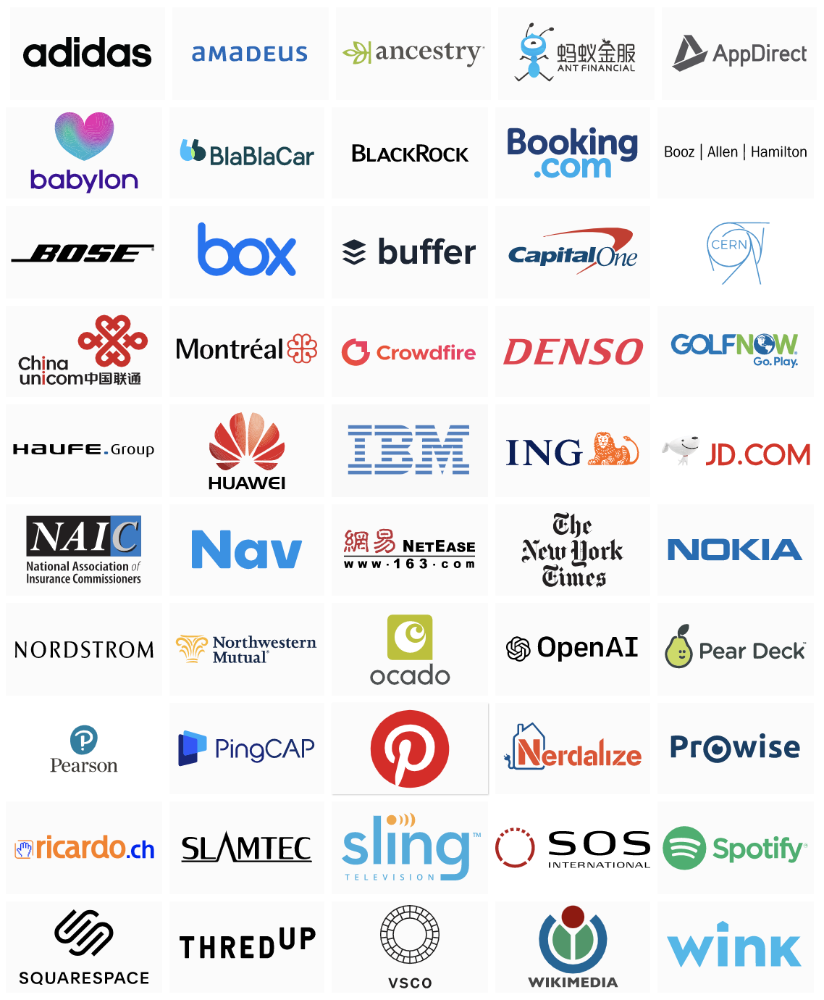 adidas
amadeus
ancestry®
蚂蚁金服
ANT FINANCIAL
AppDirect
babylon
BlaBlaCar
BLACKROCK
Booking
.com
Booz | Allen | Hamilton
BOSE®
box
buffer
Capital One
CERN
China
unicom中国联通
Montréal
Crowdfire
DENSO
GOLFNOW®
Go. Play.
HAUFE.Group
HUAWEI
IBM
ING
JD.COM
NAIC
National Association of
Insurance Commissioners
Nav
網易 NETEASE
www.163.com
The
New York
Times
NOKIA
NORDSTROM
Northwestern
Mutual®
ocado
OpenAI
Pear Deck™
Pearson
PingCAP
Nerdalize
Prowise
ricardo.ch
SLAMTEC
sling™
TELEVISION
SOS
INTERNATIONAL
Spotify®
SQUARESPACE
THREDUP
VSCO
WIKIMEDIA
wink